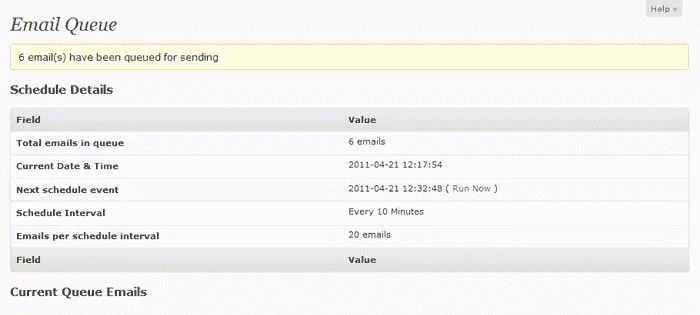 Help
Email Queue
6 email(s) have been queued for sending
Schedule Details
Field Value
Total emails in queue 6 emails
Current Date & Time 2011-04-21 12:17:54
Next schedule event 2011-04-21 12:32:48 ( Run Now )
Schedule Interval Every 10 Minutes
Emails per schedule interval 20 emails
Field Value
Current Queue Emails